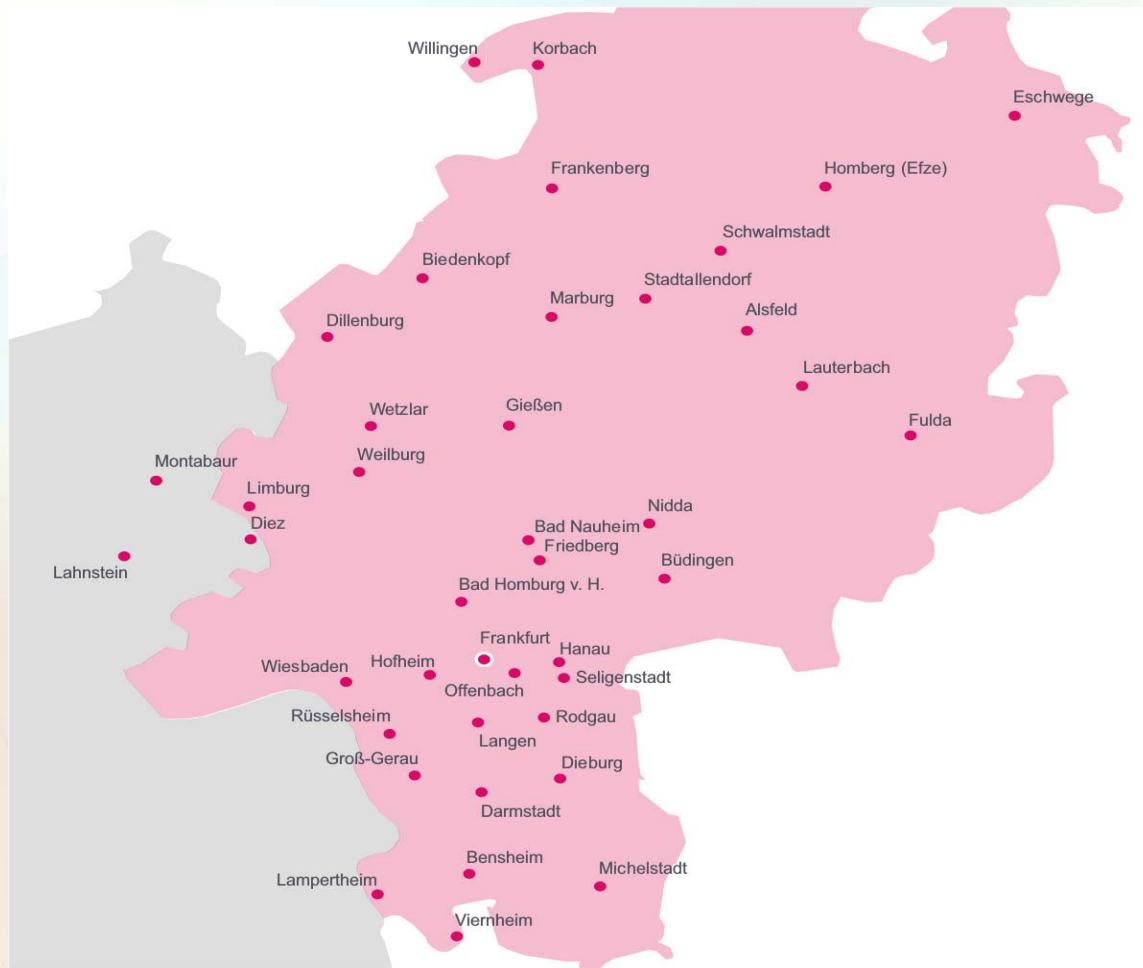 Willingen
Korbach
Eschwege
Frankenberg
Homberg (Efze)
Schwalmstadt
Biedenkopf
Stadtallendorf
Marburg
Alsfeld
Dillenburg
Lauterbach
Wetzlar
Gießen
Fulda
Weilburg
Montabaur
Limburg
Nidda
Diez
Bad Nauheim
Friedberg
Büdingen
Lahnstein
Bad Homburg v. H.
Frankfurt
Hanau
Wiesbaden
Hofheim
Seligenstadt
Offenbach
Rüsselsheim
Rodgau
Langen
Groß-Gerau
Dieburg
Darmstadt
Bensheim
Michelstadt
Lampertheim
Viernheim